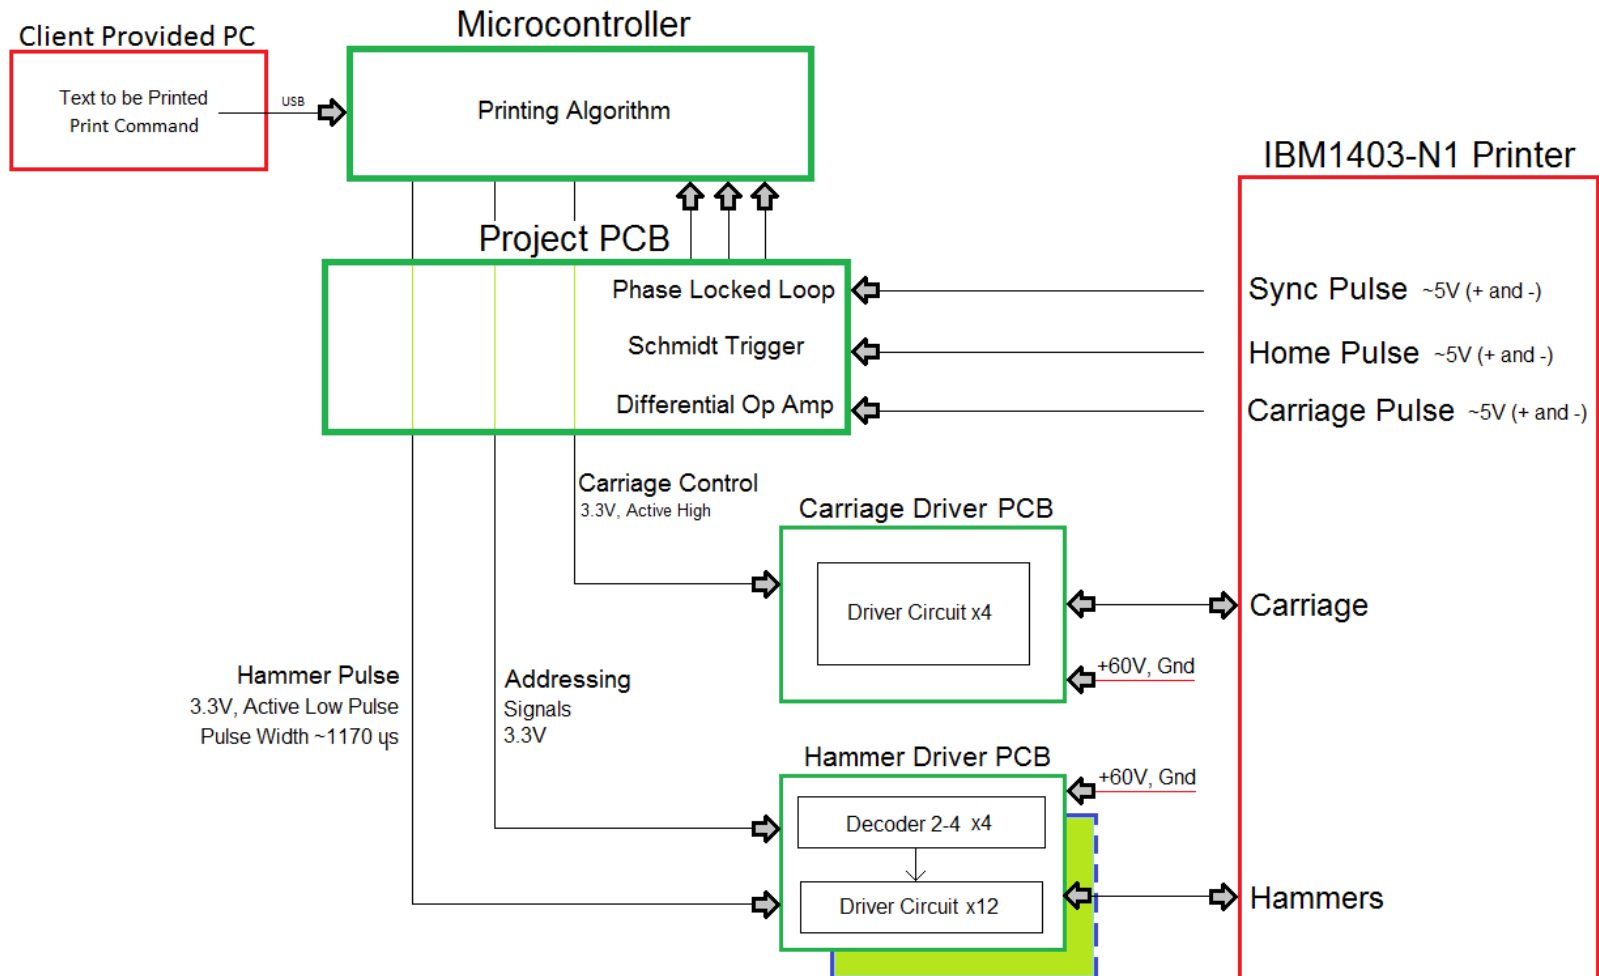 Client Provided PC
Text to be Printed
Print Command
USB
Microcontroller
Printing Algorithm
Project PCB
Phase Locked Loop
Schmidt Trigger
Differential Op Amp
IBM1403-N1 Printer
Sync Pulse ~5V (+ and -)
Home Pulse ~5V (+ and -)
Carriage Pulse ~5V (+ and -)
Carriage Control
3.3V, Active High
Carriage Driver PCB
Driver Circuit x4
Carriage
+60V, Gnd
Hammer Pulse
3.3V, Active Low Pulse
Pulse Width ~1170 ɥs
Addressing
Signals
3.3V
Hammer Driver PCB
+60V, Gnd
Decoder 2-4 x4
Driver Circuit x12
Hammers